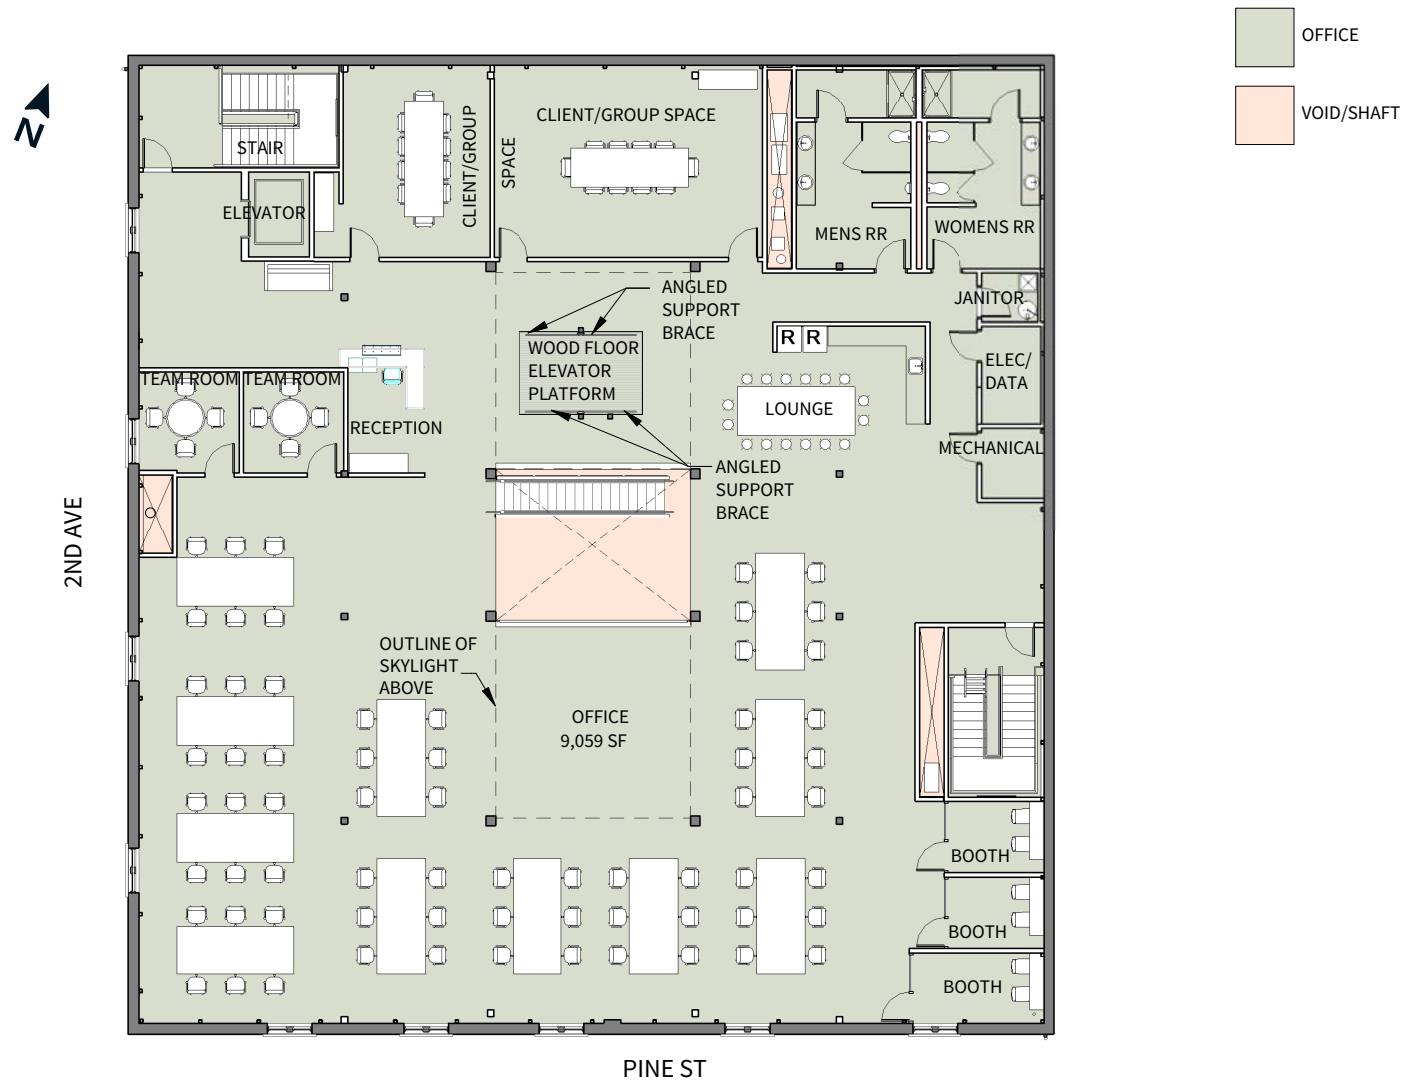 OFFICE
VOID/SHAFT
N
STAIR
CLIENT/GROUP
SPACE
CLIENT/GROUP SPACE
ELEVATOR
MENS RR
WOMENS RR
JANITOR
ANGLED
SUPPORT
BRACE
WOOD FLOOR
ELEVATOR
PLATFORM
R R
ELEC/
DATA
TEAM ROOM
TEAM ROOM
LOUNGE
RECEPTION
MECHANICAL
ANGLED
SUPPORT
BRACE
2ND AVE
OUTLINE OF
SKYLIGHT
ABOVE
OFFICE
9,059 SF
BOOTH
BOOTH
BOOTH
PINE ST